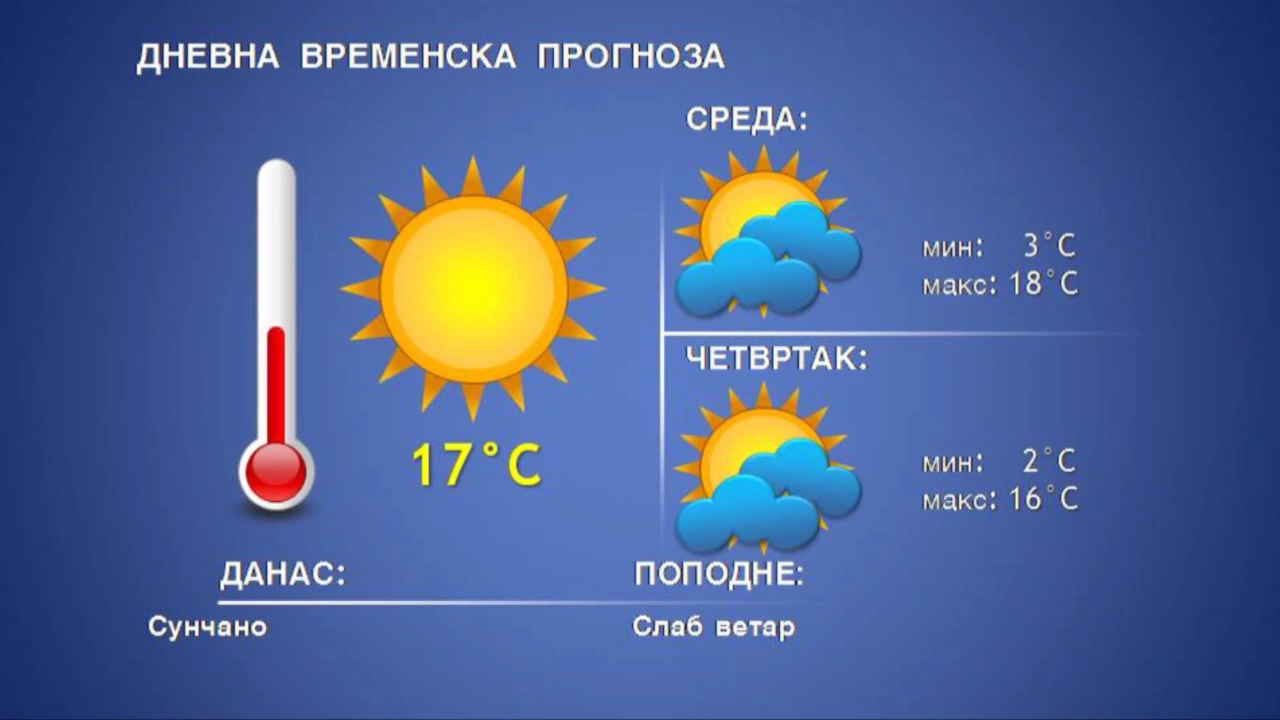 ДНЕВНА ВРЕМЕНСКА ПРОГНОЗА
17°C
СРЕДА:
мин: 3°C
макс: 18°C
ЧЕТВРТАК:
мин: 2°C
макс: 16°C
ДАНАС:
Сунчано
ПОПОДНЕ:
Слаб ветар